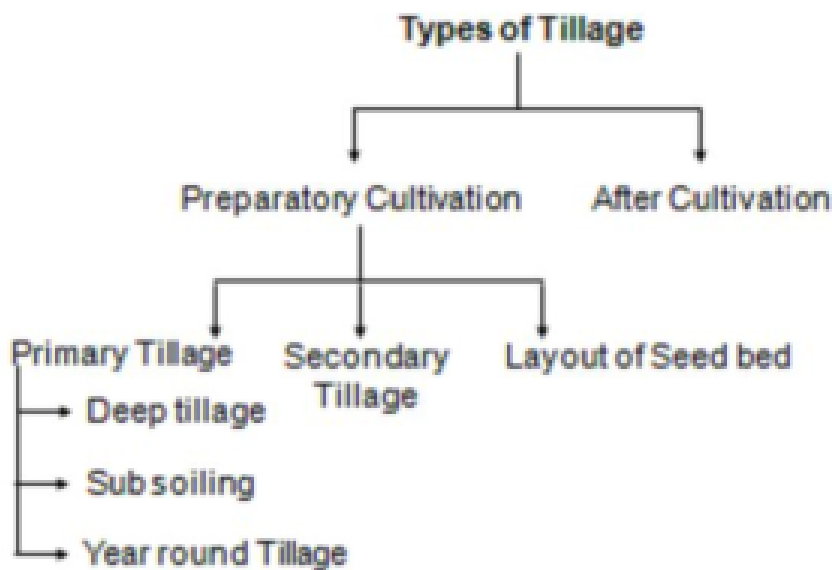 Types of Tillage
Preparatory Cultivation
After Cultivation
Primary Tillage
Secondary
Tillage
Layout of Seed bed
Deep tillage
Sub soiling
Year round Tillage